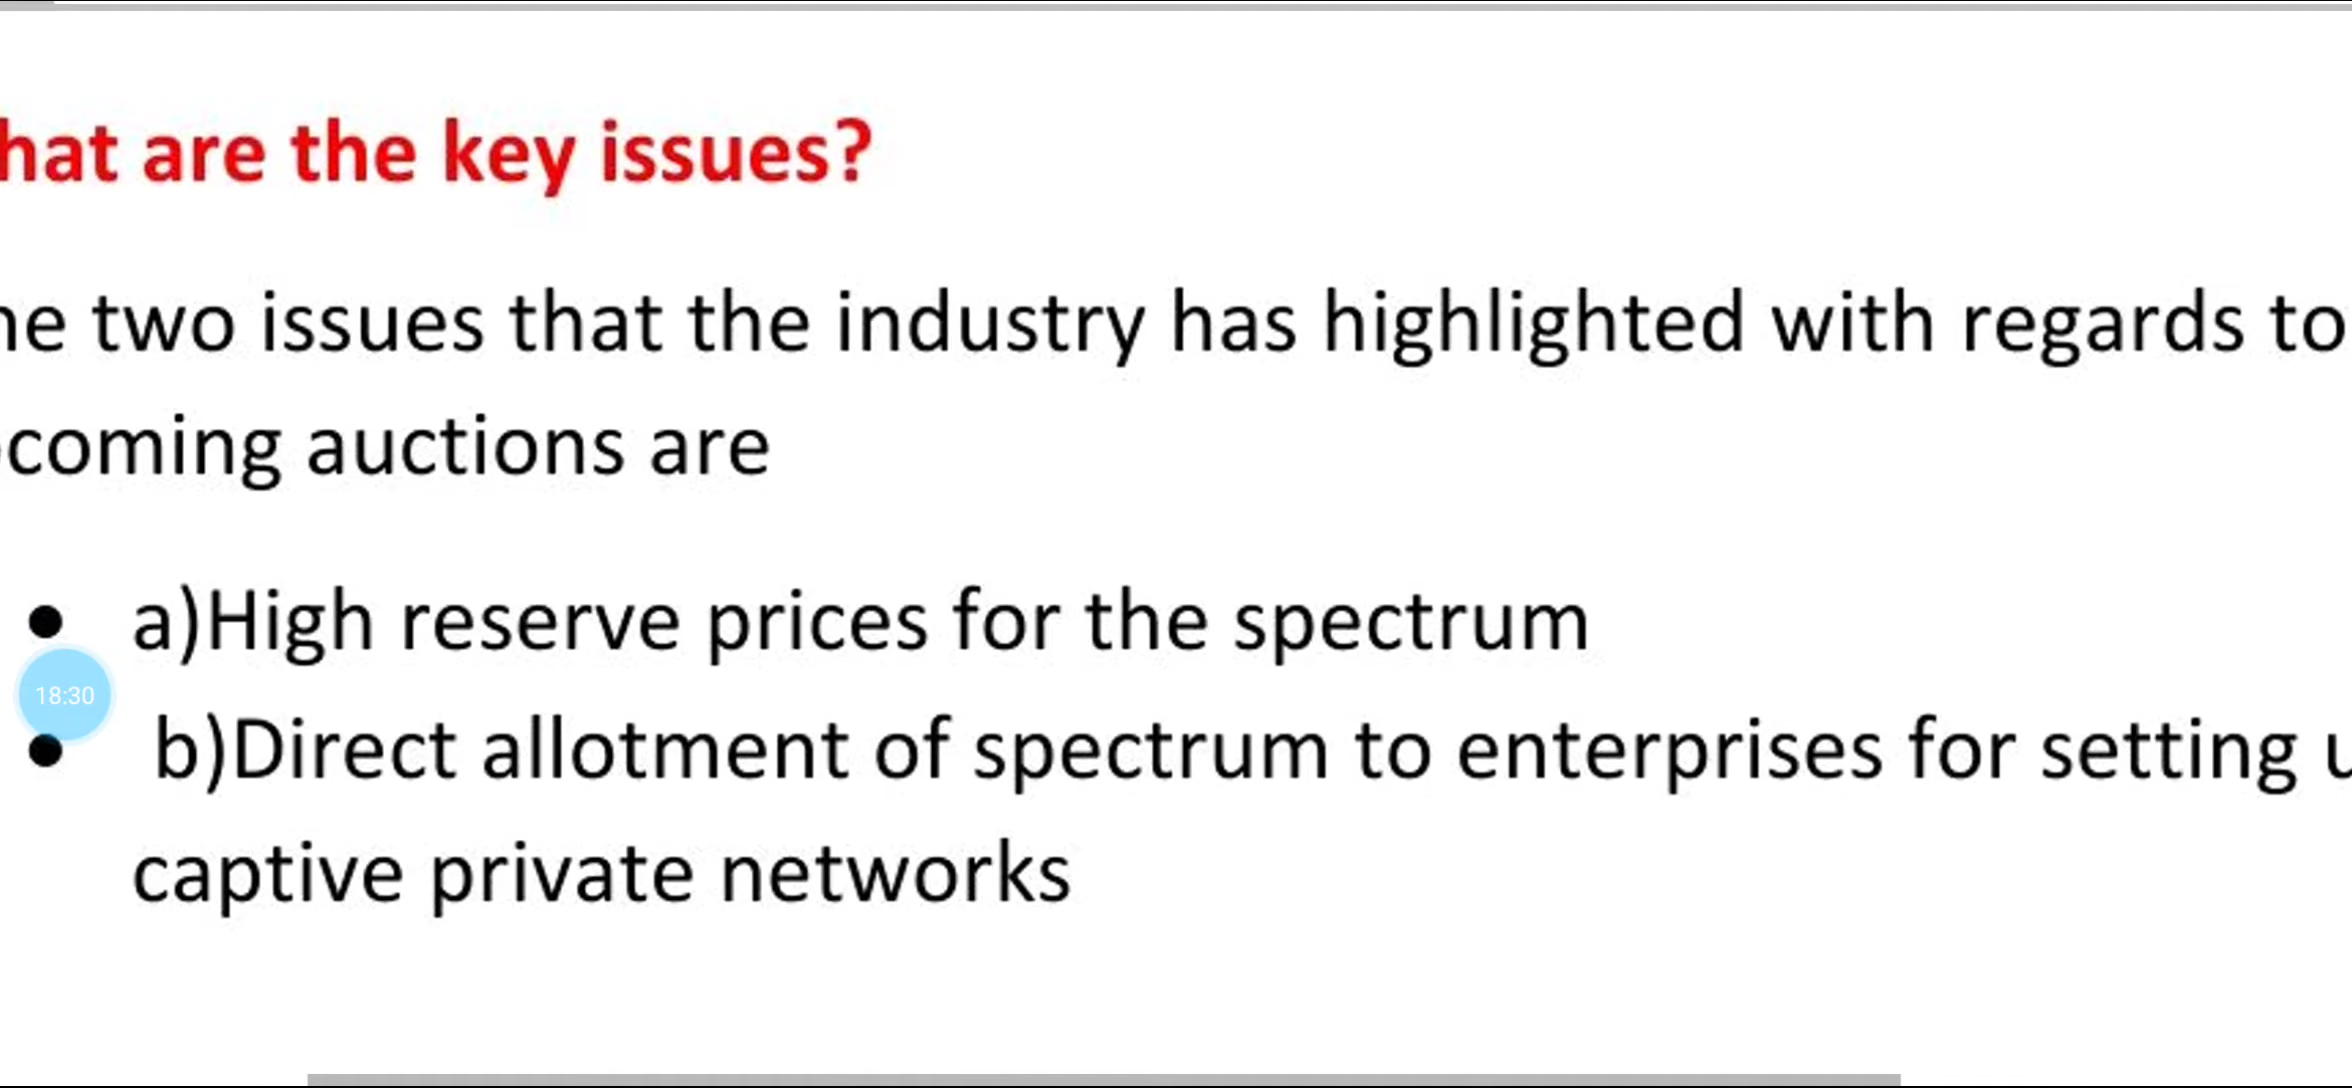 hat are the key issues?
he two issues that the industry has highlighted with regards to
coming auctions are
• a)High reserve prices for the spectrum
18:30
• b)Direct allotment of spectrum to enterprises for setting u
captive private networks